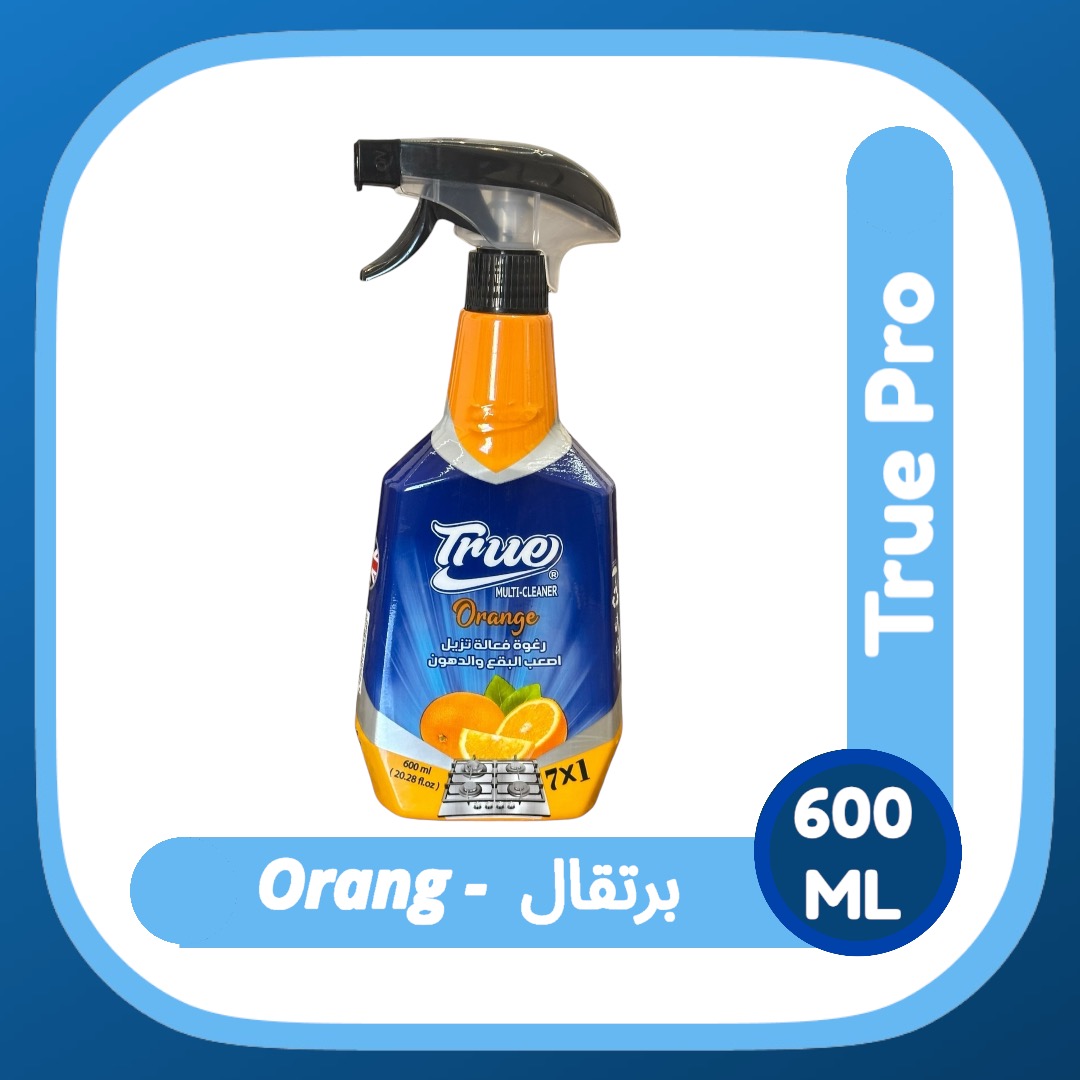 True
®
MULTI-CLEANER
Orange
رغوة فعالة تزيل
اصعب البقع والدهون
600 ml
( 20.28 fl.oz )
7X1
True Pro
Orang - برتقال
600
ML